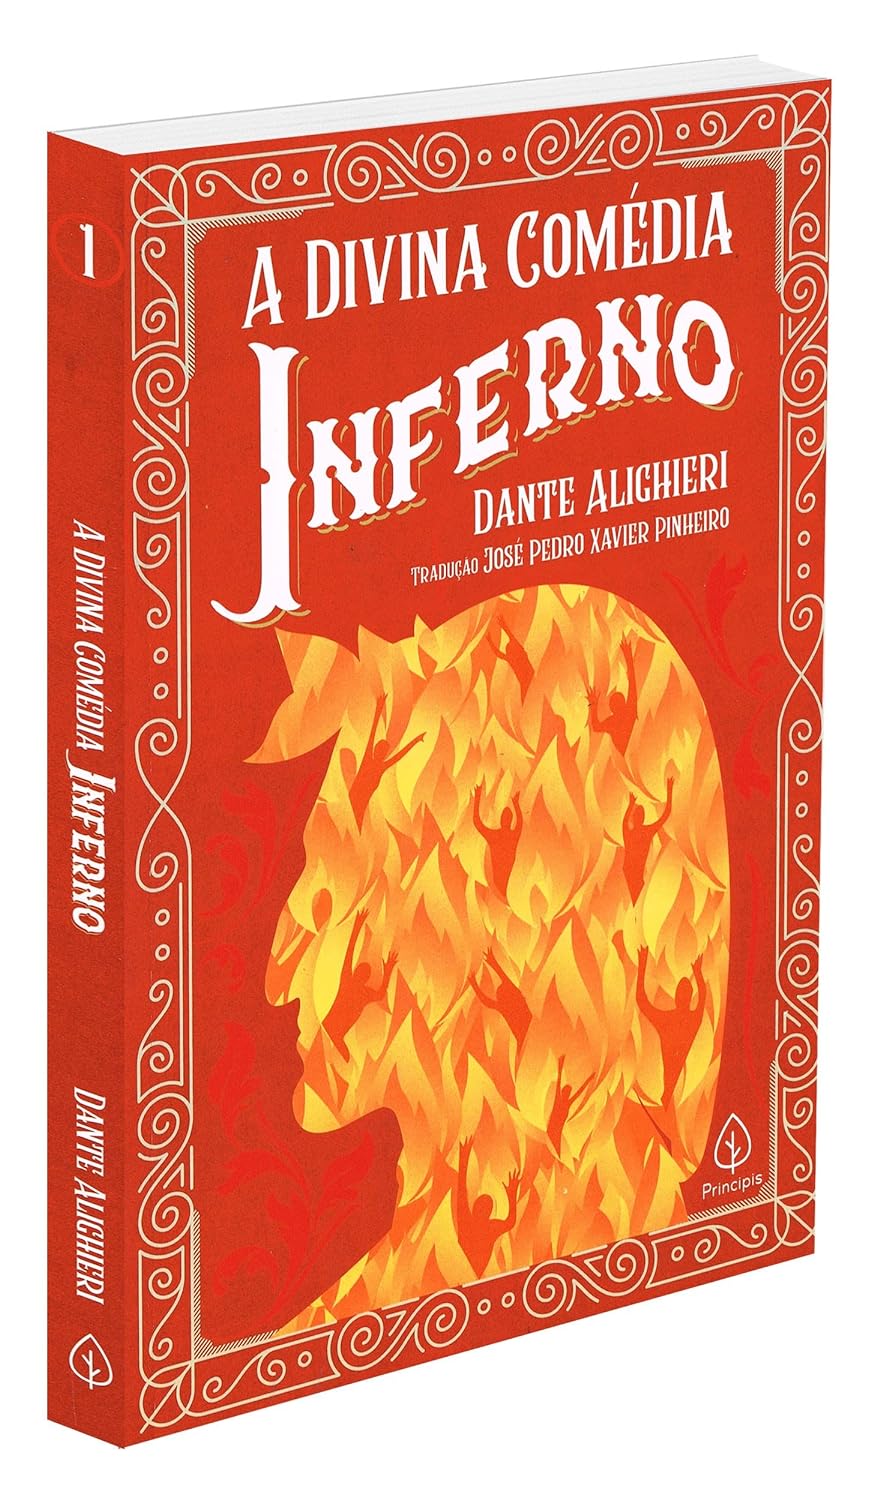 A DIVINA COMÉDIA
INFERNO
DANTE ALIGHIERI
TRADUÇÃO JOSÉ PEDRO XAVIER PINHEIRO
Principis
1
A DIVINA COMÉDIA INFERNO
DANTE ALIGHIERI